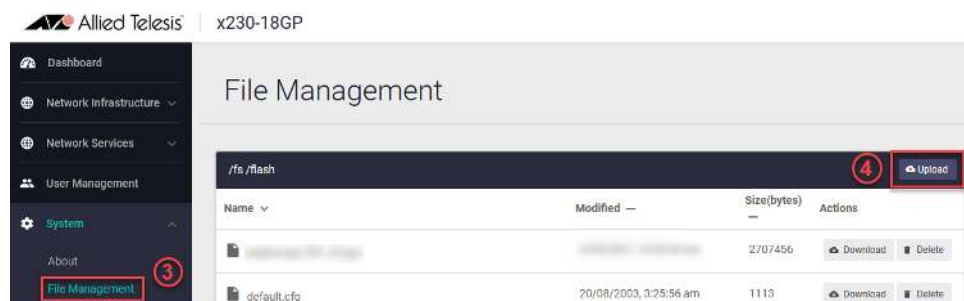 Allied Telesis x230-18GP
Dashboard
Network Infrastructure
Network Services
User Management
System
About
3
File Management
File Management
/fs /flash
4
Upload
Name Modified Size(bytes) Actions
2707456 Download Delete
default.cfg 20/08/2003, 3:25:56 am 1113 Download Delete